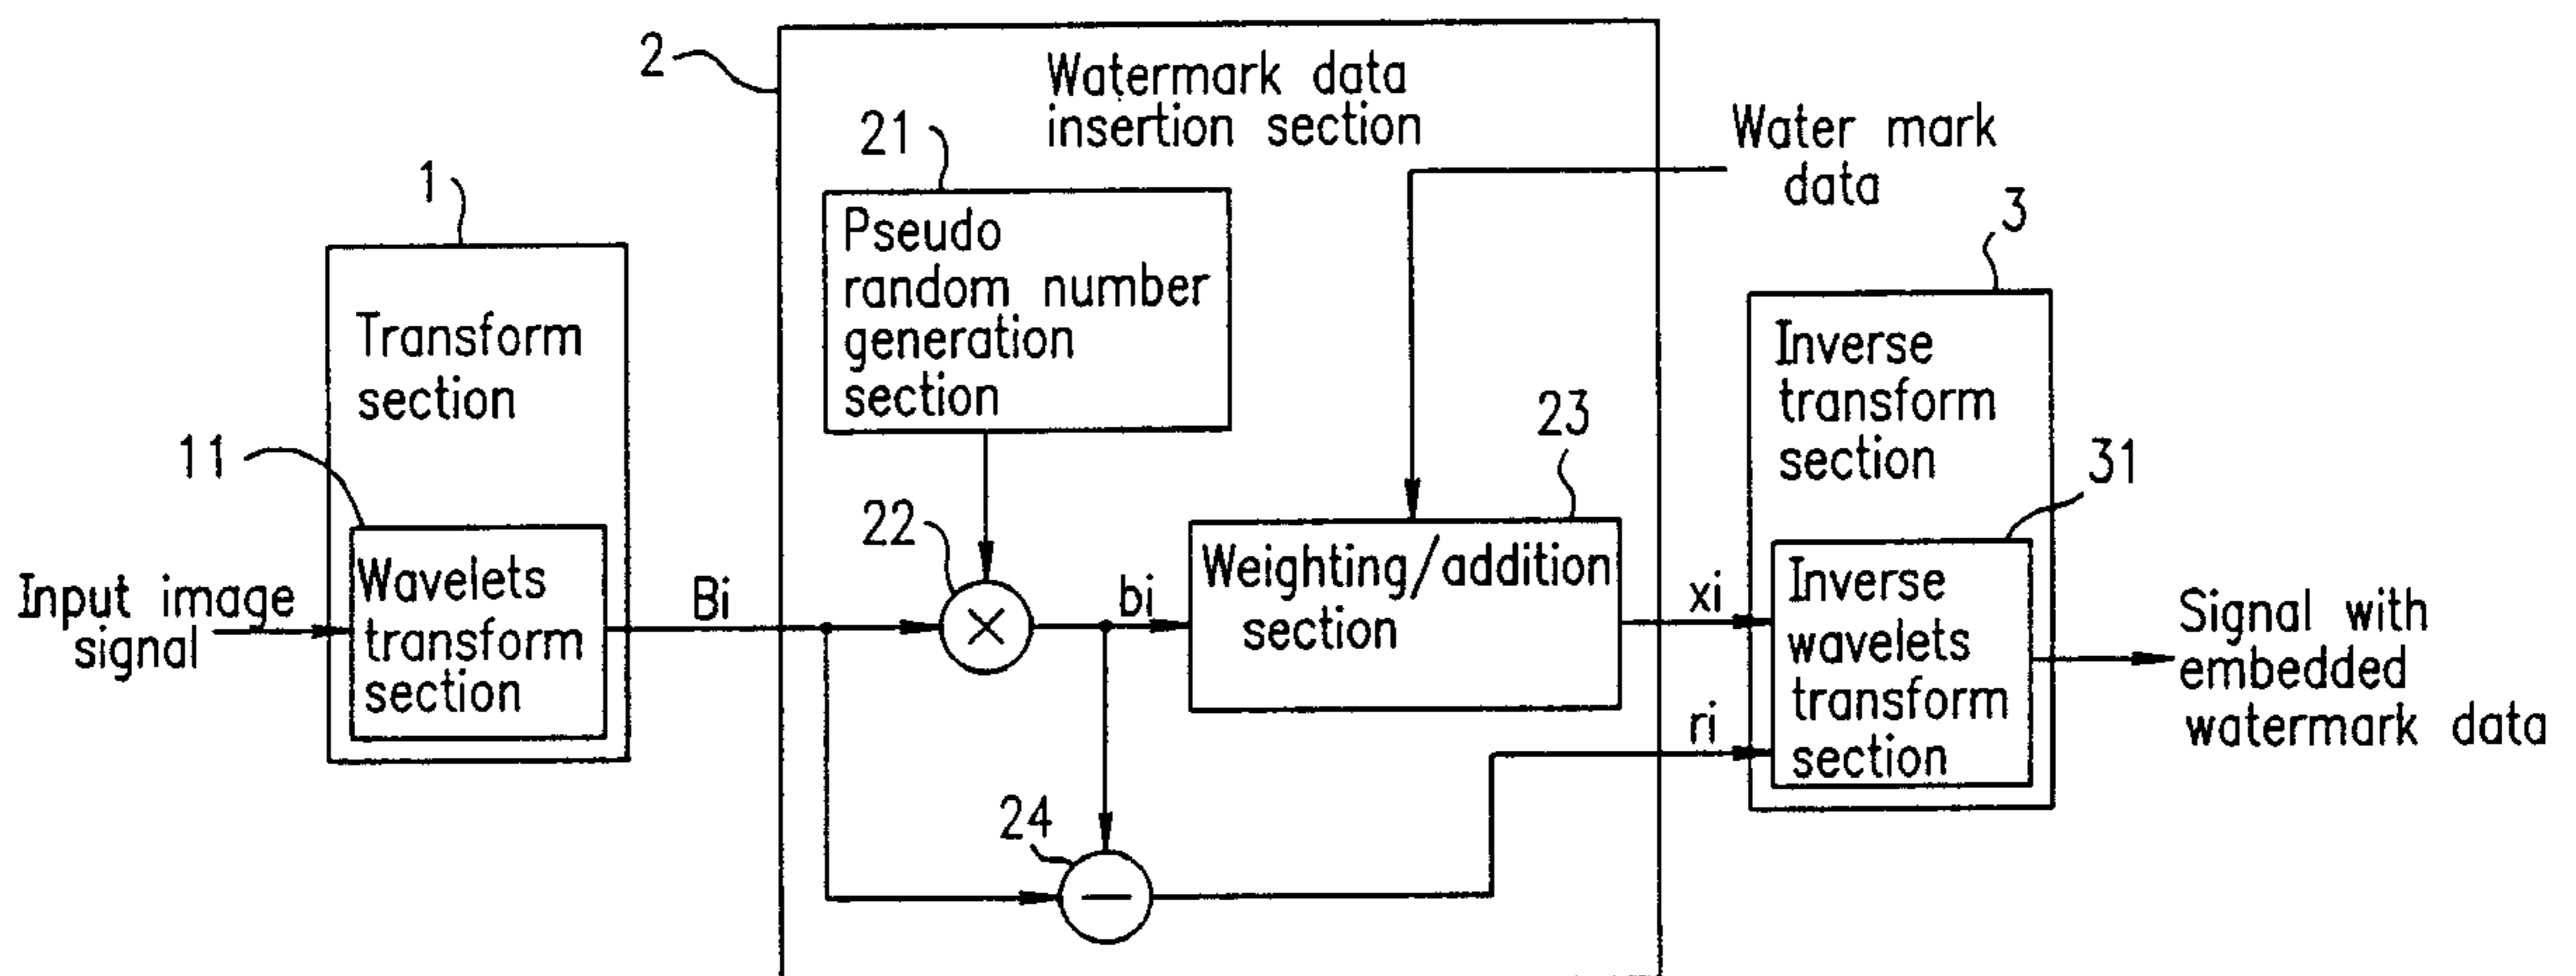 2
Watermark data
insertion section
21
Water mark
data
1
3
Pseudo
random number
generation
section
Transform
section
Inverse
transform
section
23
11
31
22
Input image
signal
Wavelets
transform
section
Bi
×
bi
Weighting/addition
section
xi
ri
Inverse
wavelets
transform
section
Signal with
embedded
watermark data
24
−